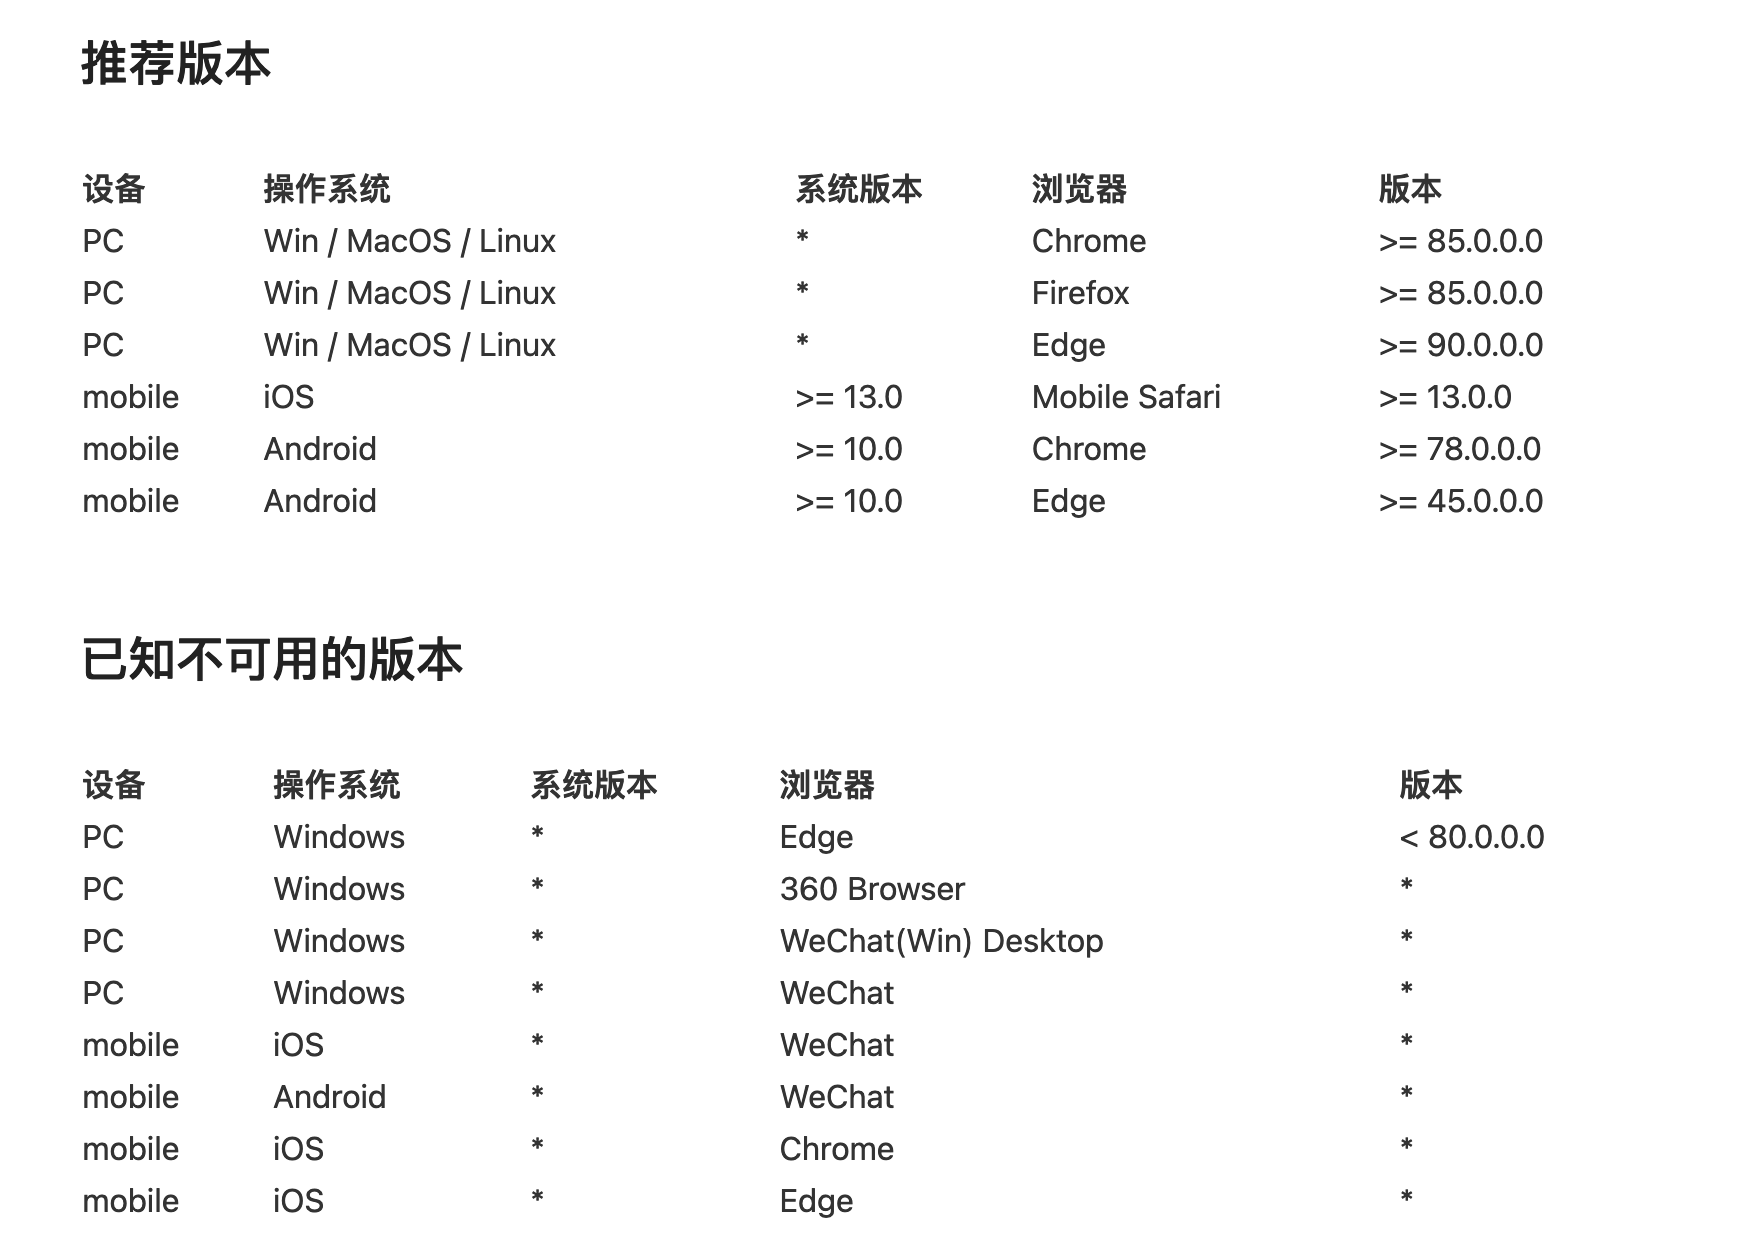 推荐版本
设备 操作系统 系统版本 浏览器 版本
PC Win / MacOS / Linux * Chrome >= 85.0.0.0
PC Win / MacOS / Linux * Firefox >= 85.0.0.0
PC Win / MacOS / Linux * Edge >= 90.0.0.0
mobile iOS >= 13.0 Mobile Safari >= 13.0.0
mobile Android >= 10.0 Chrome >= 78.0.0.0
mobile Android >= 10.0 Edge >= 45.0.0.0
已知不可用的版本
设备 操作系统 系统版本 浏览器 版本
PC Windows * Edge < 80.0.0.0
PC Windows * 360 Browser *
PC Windows * WeChat(Win) Desktop *
PC Windows * WeChat *
mobile iOS * WeChat *
mobile Android * WeChat *
mobile iOS * Chrome *
mobile iOS * Edge *